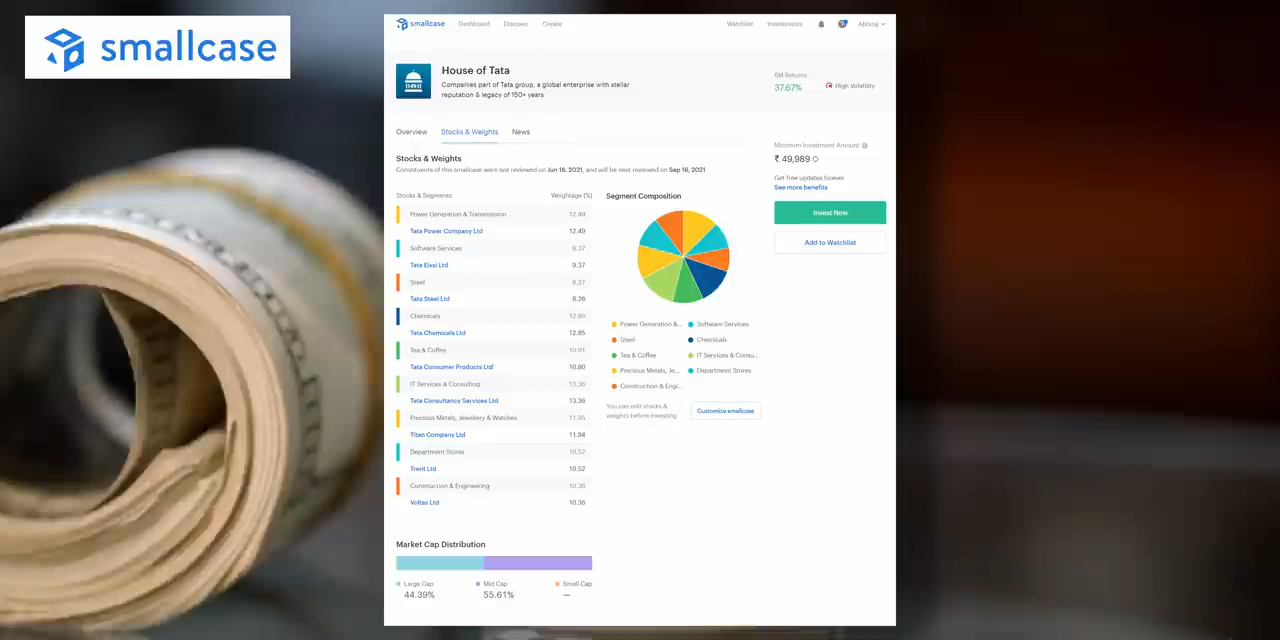 smallcase
smallcase Dashboard Discover Create Watchlist Investments Abhiraj
House of Tata
Companies part of Tata group, a global enterprise with stellar
reputation & legacy of 150+ years
6M Returns
37.67% High Volatility
Overview Stocks & Weights News
Stocks & Weights
Constituents of this smallcase were last reviewed on Jun 16, 2021, and will be next reviewed on Sep 16, 2021
Minimum Investment Amount
₹ 49,989
Get free updates forever
See more benefits
Invest Now
Add to Watchlist
Stocks & Segments Weightage (%)
Power Generation & Transmission 12.49
Tata Power Company Ltd 12.49
Software Services 9.37
Tata Elxsi Ltd 9.37
Steel 8.27
Tata Steel Ltd 8.26
Chemicals 12.86
Tata Chemicals Ltd 12.85
Tea & Coffee 10.81
Tata Consumer Products Ltd 10.80
IT Services & Consulting 13.36
Tata Consultancy Services Ltd 13.36
Precious Metals, Jewellery & Watches 11.95
Titan Company Ltd 11.94
Department Stores 10.52
Trent Ltd 10.52
Construction & Engineering 10.36
Voltas Ltd 10.36
Segment Composition
Power Generation &... Software Services
Steel Chemicals
Tea & Coffee IT Services & Consu...
Precious Metals, Je... Department Stores
Construction & Engi...
You can edit stocks &
weights before investing
Customize smallcase
Market Cap Distribution
Large Cap Mid Cap Small Cap
44.39% 55.61% —